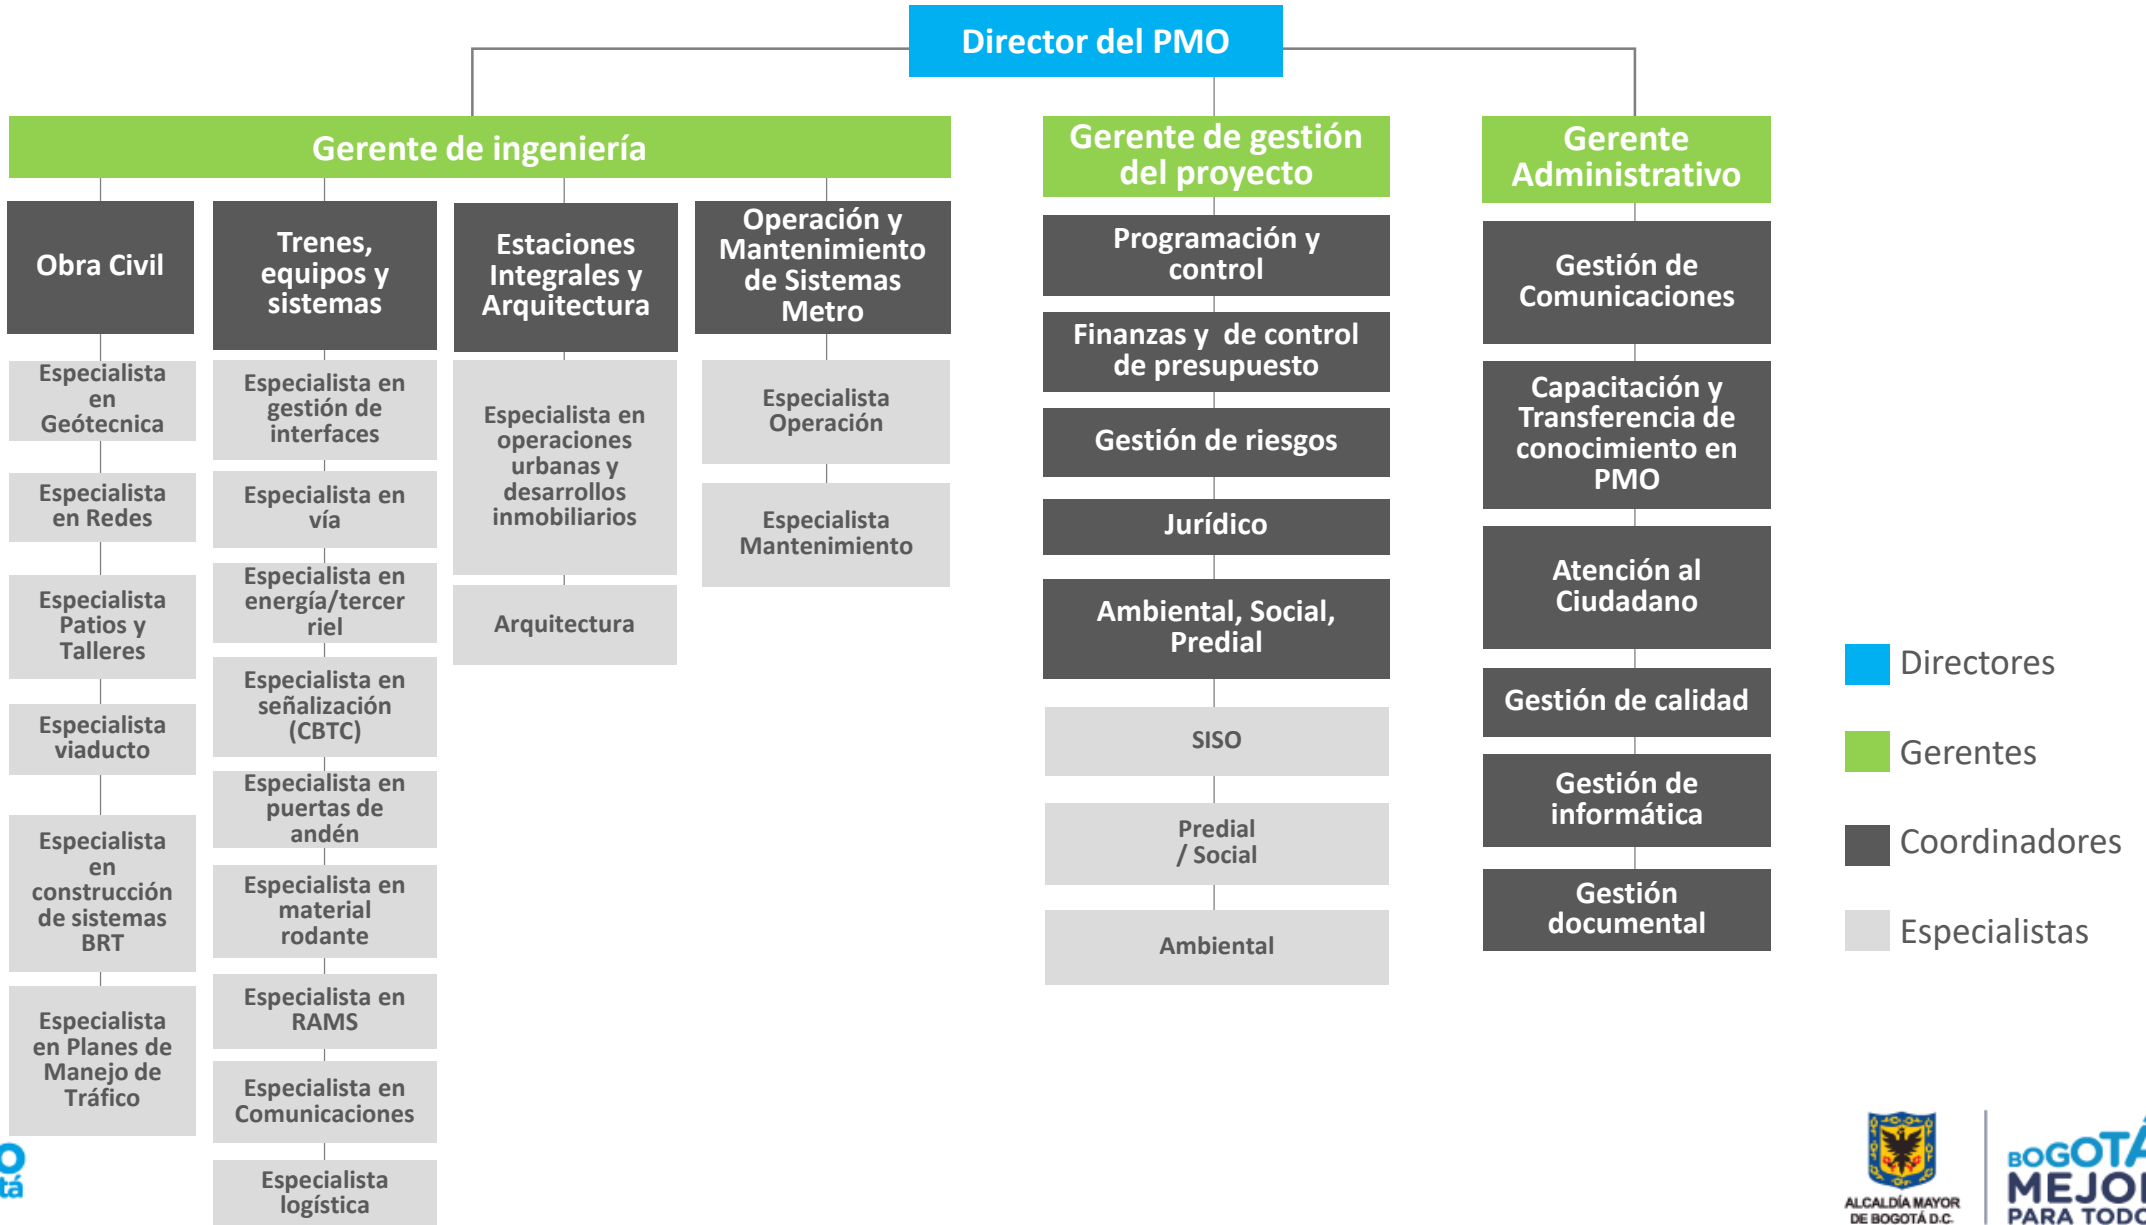 Director del PMO
Gerente de ingeniería
Gerente de gestión
del proyecto
Gerente
Administrativo
Obra Civil
Especialista
en
Geótecnica
Especialista
en Redes
Especialista
Patios y
Talleres
Especialista
viaducto
Especialista
en
construcción
de sistemas
BRT
Especialista
en Planes de
Manejo de
Tráfico
Trenes,
equipos y
sistemas
Especialista en
gestión de
interfaces
Especialista en
vía
Especialista en
energía/tercer
riel
Especialista en
señalización
(CBTC)
Especialista en
puertas de
andén
Especialista en
material
rodante
Especialista en
RAMS
Especialista en
Comunicaciones
Especialista
logística
Estaciones
Integrales y
Arquitectura
Especialista en
operaciones
urbanas y
desarrollos
inmobiliarios
Arquitectura
Operación y
Mantenimiento
de Sistemas
Metro
Especialista
Operación
Especialista
Mantenimiento
Programación y
control
Finanzas y  de control
de presupuesto
Gestión de riesgos
Jurídico
Ambiental, Social,
Predial
SISO
Predial
/ Social
Ambiental
Gestión de
Comunicaciones
Capacitación y
Transferencia de
conocimiento en
PMO
Atención al
Ciudadano
Gestión de calidad
Gestión de
informática
Gestión
documental
Directores
Gerentes
Coordinadores
Especialistas
ALCALDÍA MAYOR
DE BOGOTÁ D.C.
BOGOTÁ
MEJOR
PARA TODO